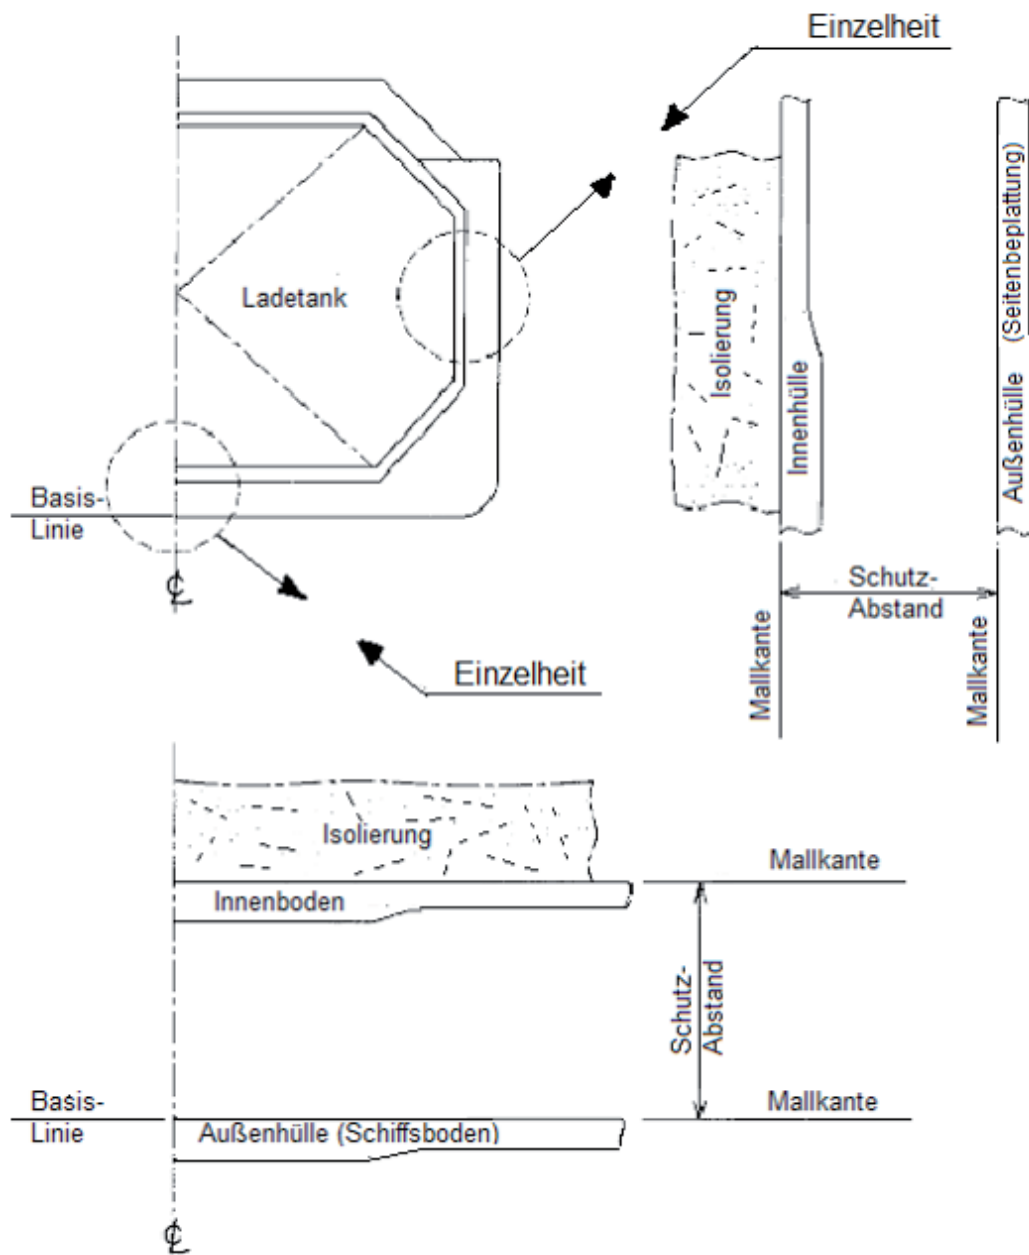 Einzelheit
(Seitenbeplattung)
Außenhülle
Isolierung
Innenhülle
Ladetank
Basis-
Linie
℄
Schutz-
Abstand
Mallkante
Mallkante
Einzelheit
Isolierung
Mallkante
Innenboden
Schutz-
Abstand
Basis-
Linie
Mallkante
Außenhülle (Schiffsboden)
℄